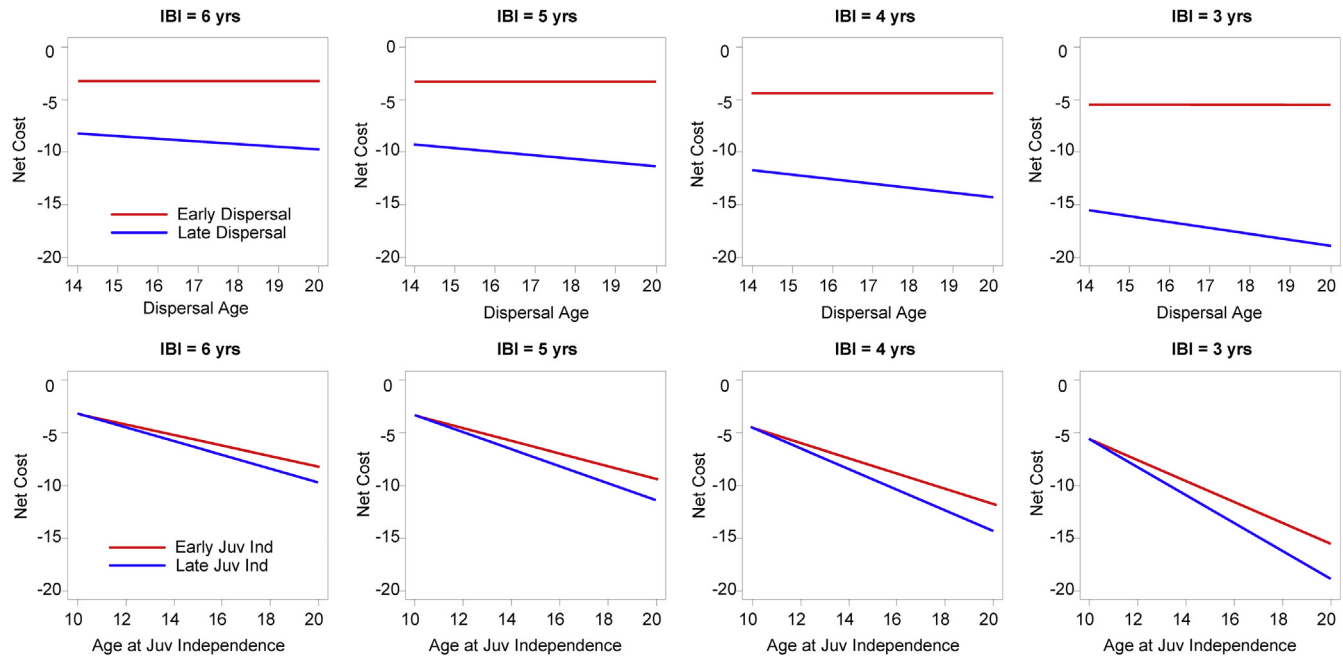 IBI = 6 yrs
IBI = 5 yrs
IBI = 4 yrs
IBI = 3 yrs
0
-5
-10
-15
-20
Net Cost
Early Dispersal
Late Dispersal
14 15 16 17 18 19 20
Dispersal Age
0
-5
-10
-15
-20
Net Cost
14 15 16 17 18 19 20
Dispersal Age
0
-5
-10
-15
-20
Net Cost
14 15 16 17 18 19 20
Dispersal Age
0
-5
-10
-15
-20
Net Cost
14 15 16 17 18 19 20
Dispersal Age
IBI = 6 yrs
IBI = 5 yrs
IBI = 4 yrs
IBI = 3 yrs
0
-5
-10
-15
-20
Net Cost
Early Juv Ind
Late Juv Ind
10 12 14 16 18 20
Age at Juv Independence
0
-5
-10
-15
-20
Net Cost
10 12 14 16 18 20
Age at Juv Independence
0
-5
-10
-15
-20
Net Cost
10 12 14 16 18 20
Age at Juv Independence
0
-5
-10
-15
-20
Net Cost
10 12 14 16 18 20
Age at Juv Independence